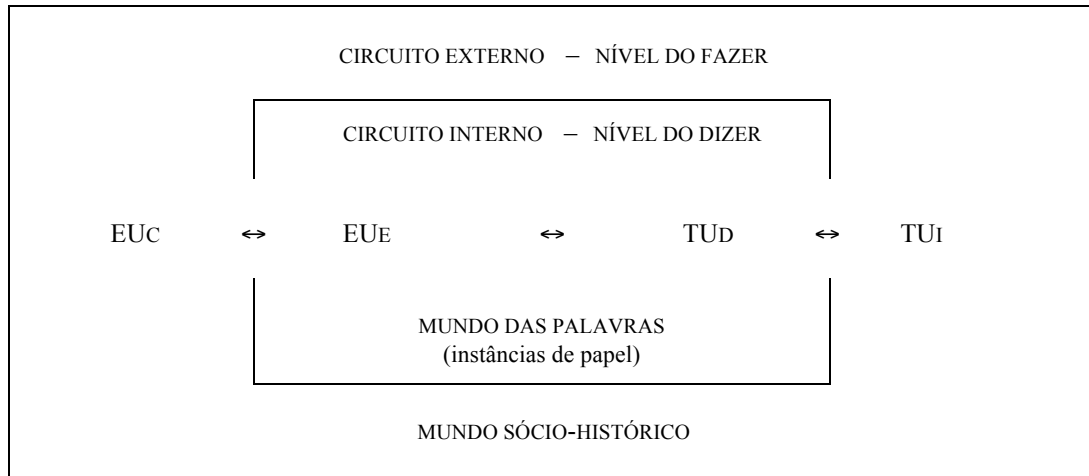 CIRCUITO EXTERNO – NÍVEL DO FAZER
CIRCUITO INTERNO – NÍVEL DO DIZER
EUC ⇔ EUE ⇔ TUD ⇔ TUI
MUNDO DAS PALAVRAS
(instâncias de papel)
MUNDO SÓCIO-HISTÓRICO